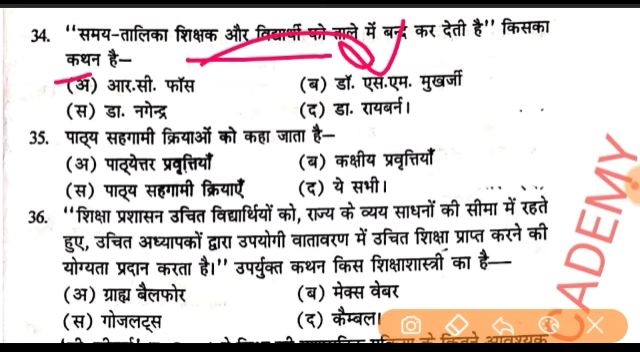 34. "समय-तालिका शिक्षक और विद्यार्थी को ताले में बन्द कर देती है" किसका
कथन है—
(अ) आर.सी. फॉस (ब) डॉ. एस.एम. मुखर्जी
(स) डा. नगेन्द्र (द) डा. रायबर्न।
35. पाठ्य सहगामी क्रियाओं को कहा जाता है—
(अ) पाठ्येत्तर प्रवृत्तियाँ (ब) कक्षीय प्रवृत्तियाँ
(स) पाठ्य सहगामी क्रियाएँ (द) ये सभी।
36. "शिक्षा प्रशासन उचित विद्यार्थियों को, राज्य के व्यय साधनों की सीमा में रहते
हुए, उचित अध्यापकों द्वारा उपयोगी वातावरण में उचित शिक्षा प्राप्त करने की
योग्यता प्रदान करता है।" उपर्युक्त कथन किस शिक्षाशास्त्री का है—
(अ) ग्राह्य बैलफोर (ब) मेक्स वेबर
(स) गोजलट्स (द) कैम्बल।
CADEMY